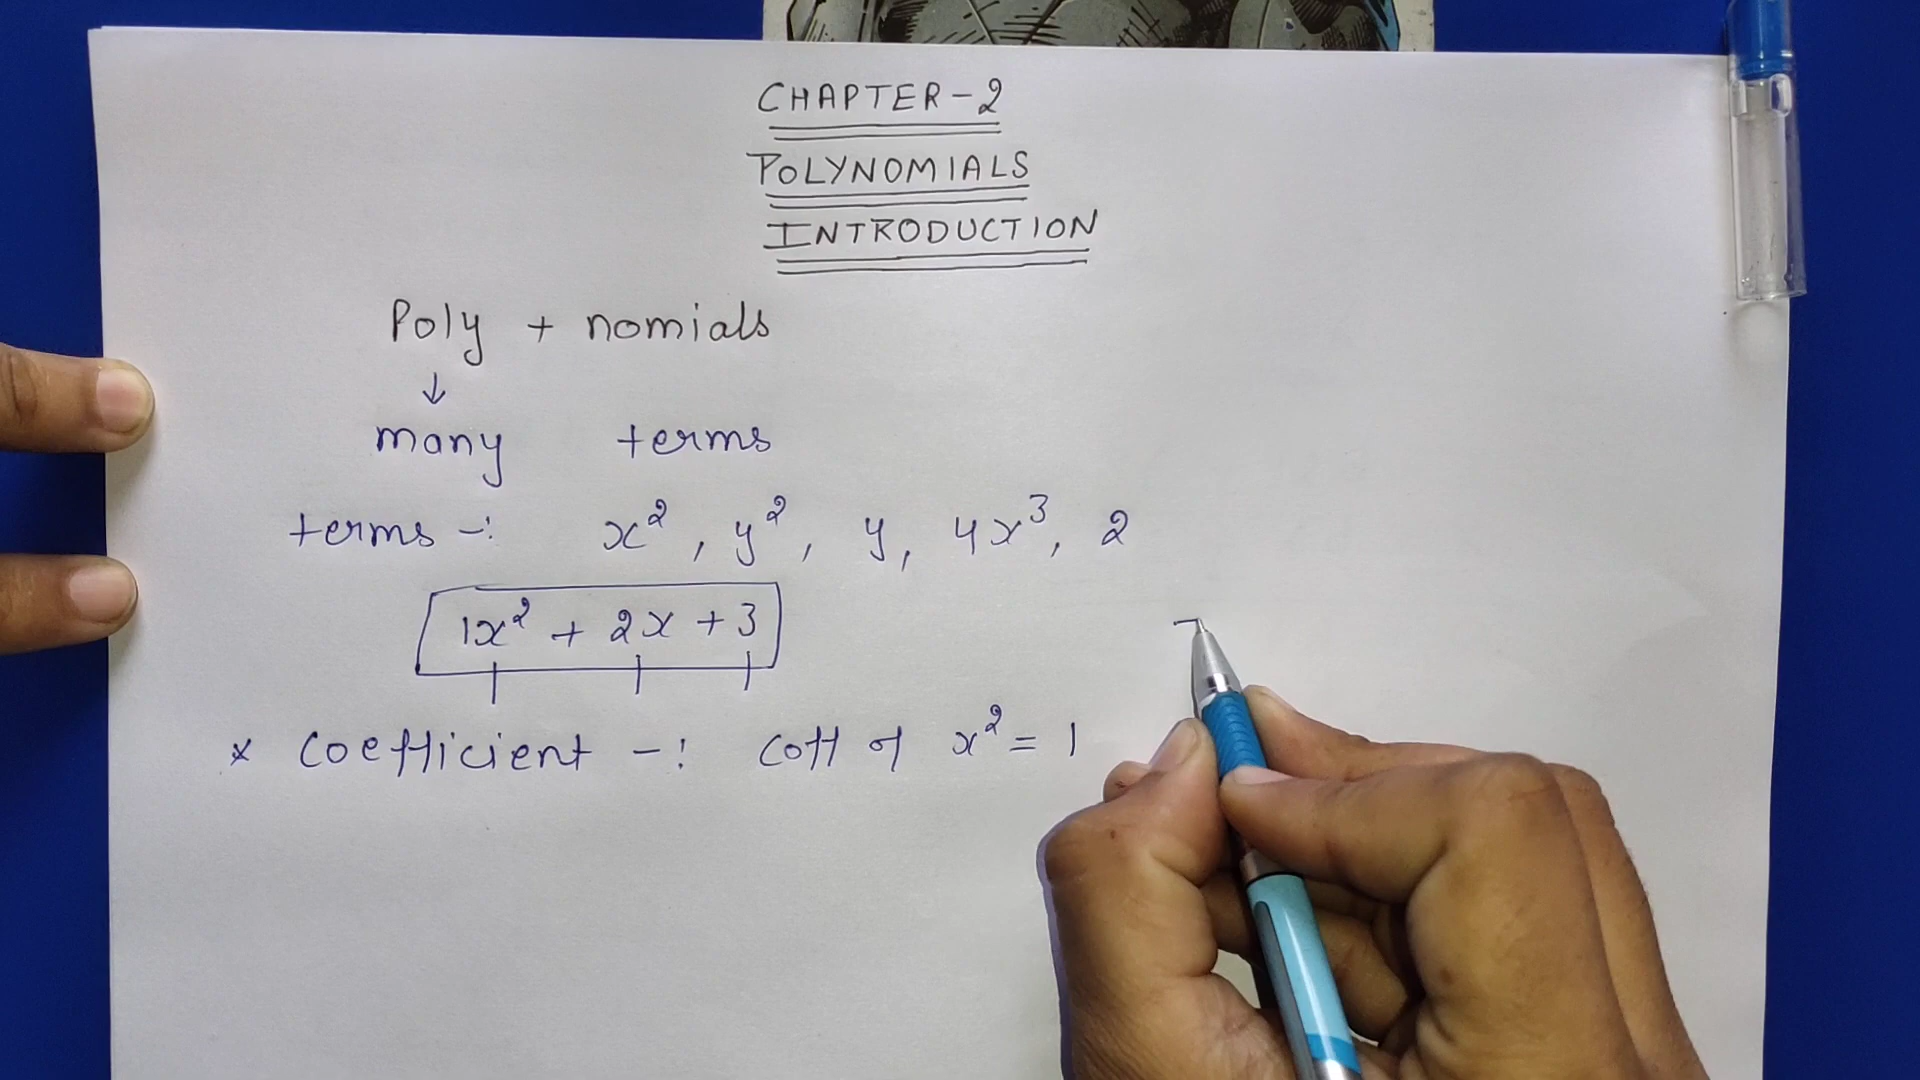 CHAPTER-2
POLYNOMIALS
INTRODUCTION
Poly + nomials
↓
many terms
terms -: x², y², y, 4x³, 2
1x² + 2x + 3
* Coefficient -: Coff of x² = 1